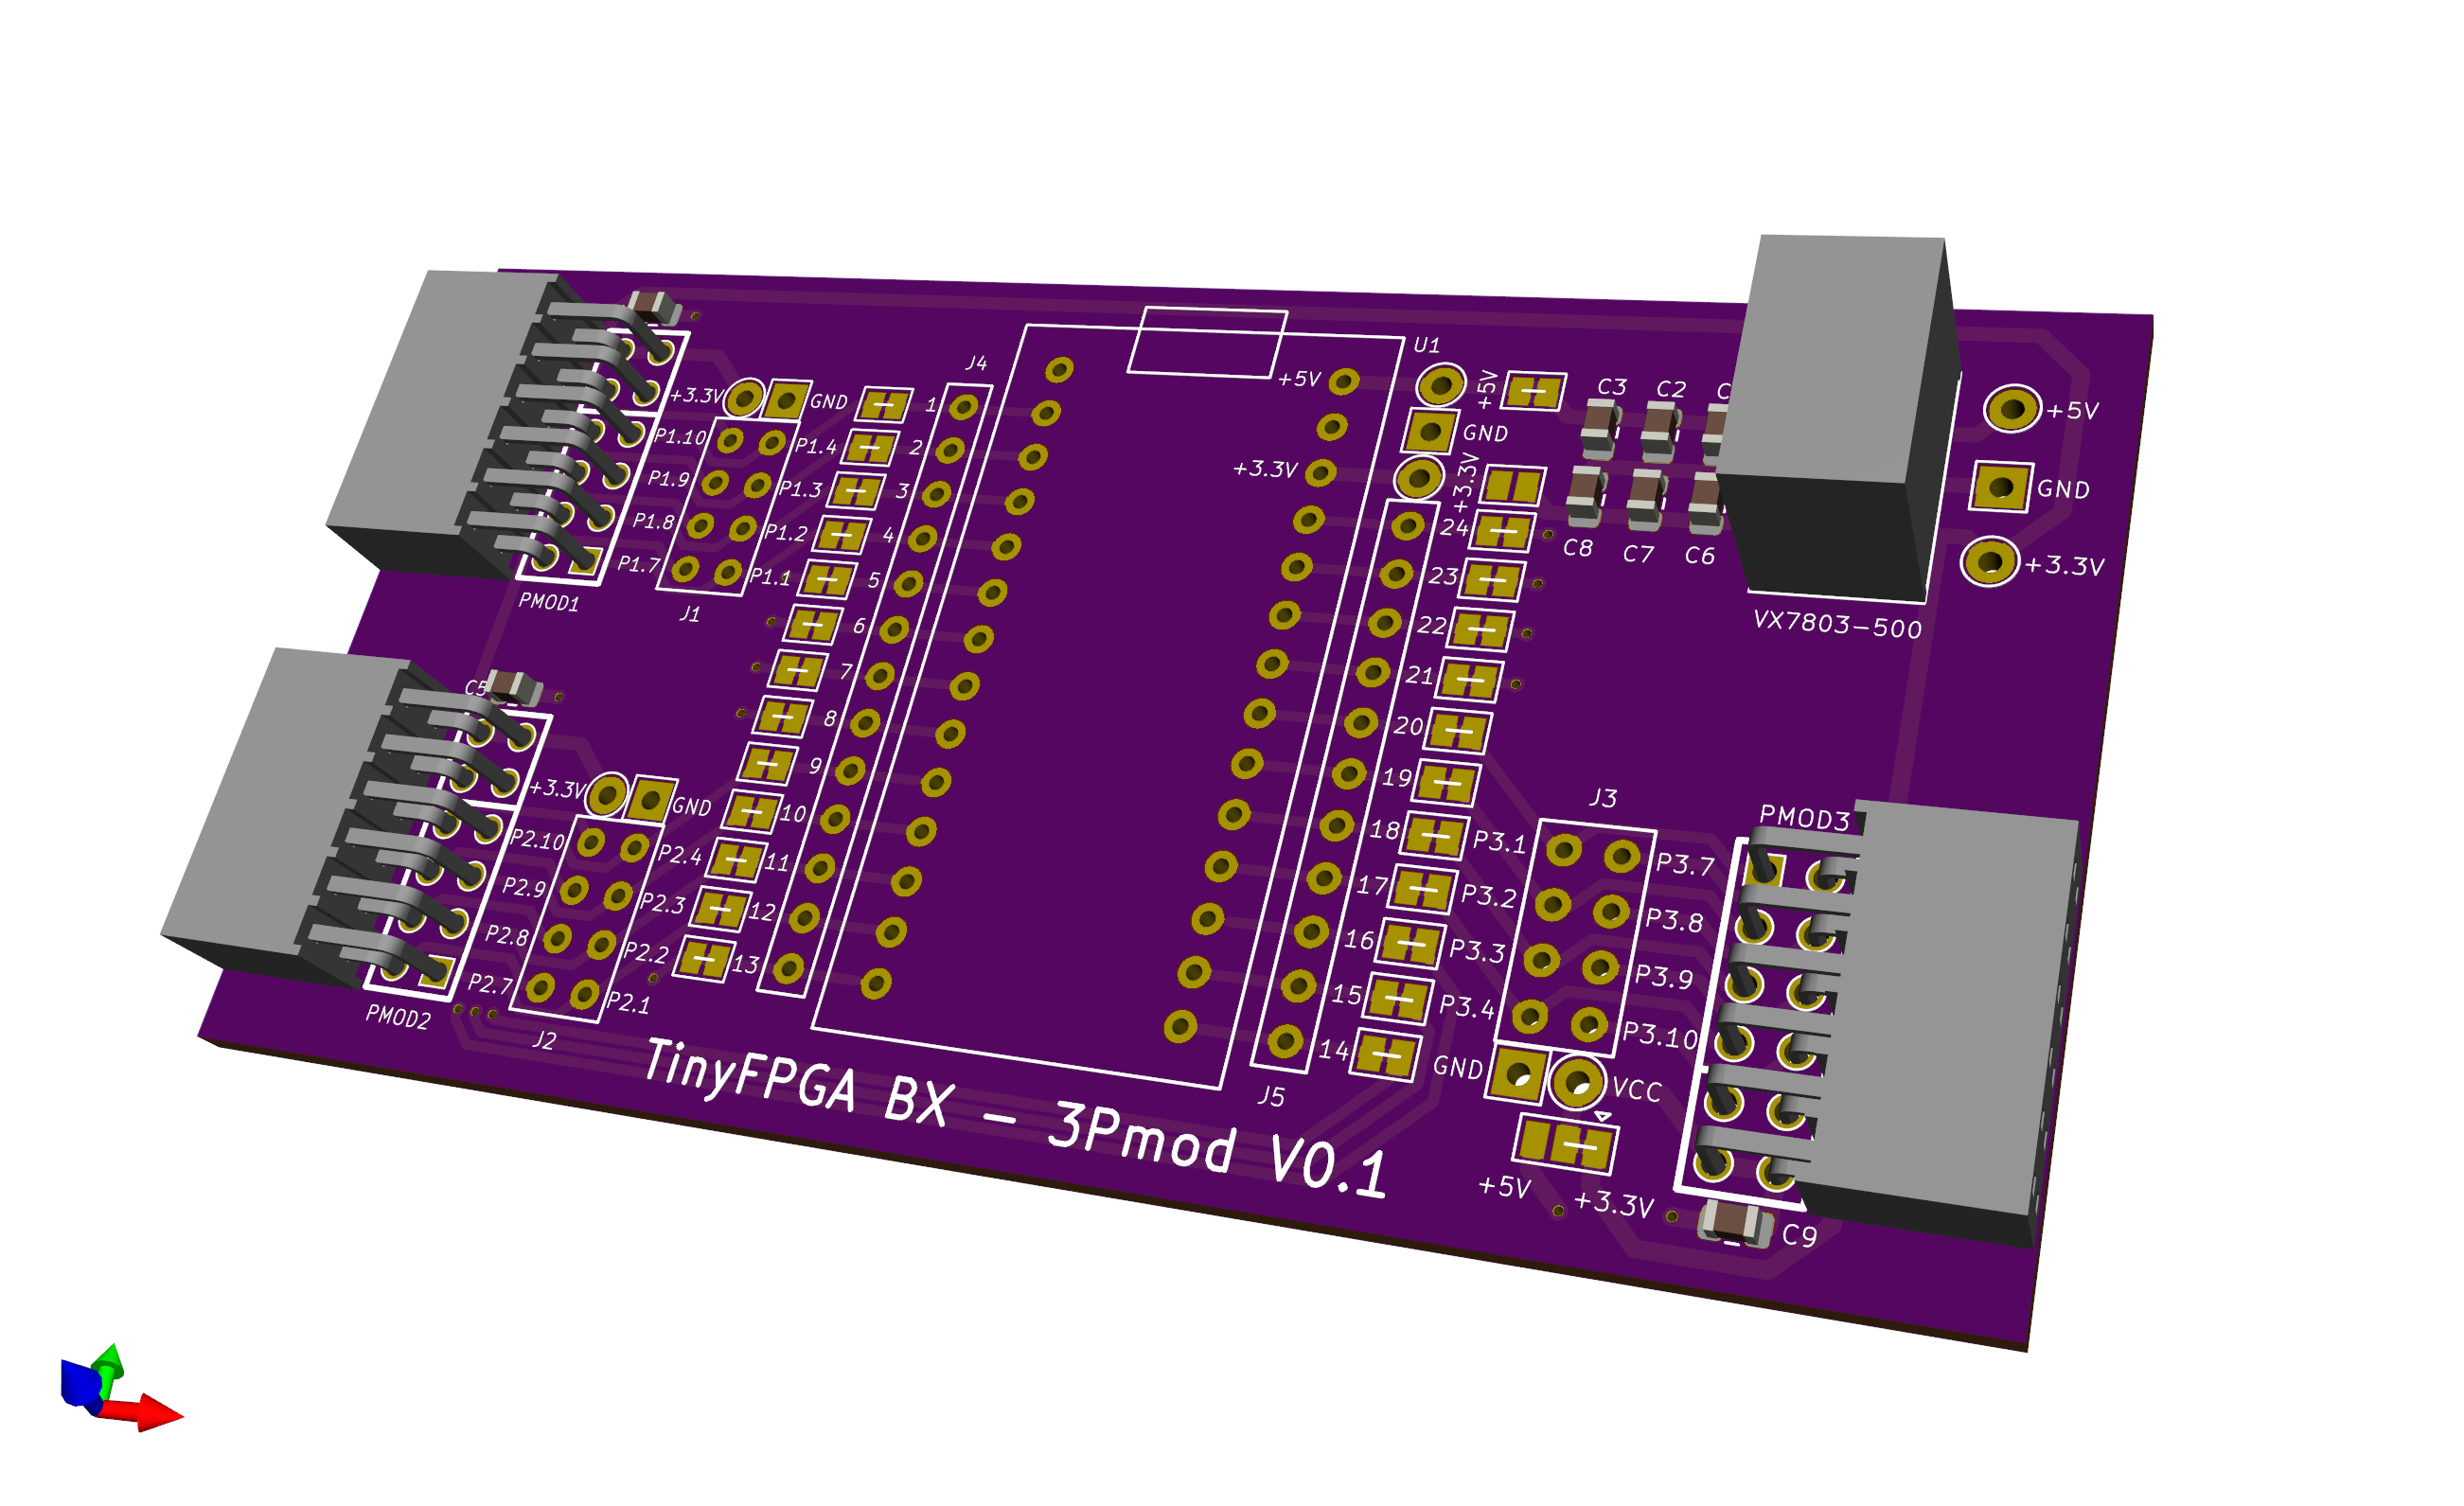 J4
U1
+5V
+5V
C3
C2
C
+5V
+3.3V
GND
1
P1.10
P1.4
2
GND
P1.9
P1.3
3
+3.3V
+3.3V
GND
P1.8
P1.2
4
24
C8
C7
C6
+3.3V
P1.7
P1.1
5
23
PMOD1
J1
6
22
VX7803-500
C5
7
21
8
20
+3.3V
GND
9
19
J3
10
PMOD3
P2.10
P2.4
11
18
P3.1
P3.7
P2.9
P2.3
12
17
P3.2
P3.8
P2.8
P2.2
13
16
P3.3
P3.9
P2.7
P2.1
15
P3.4
P3.10
PMOD2
J2
14
GND
VCC
J5
TinyFPGA BX - 3Pmod V0.1
+5V
+3.3V
C9